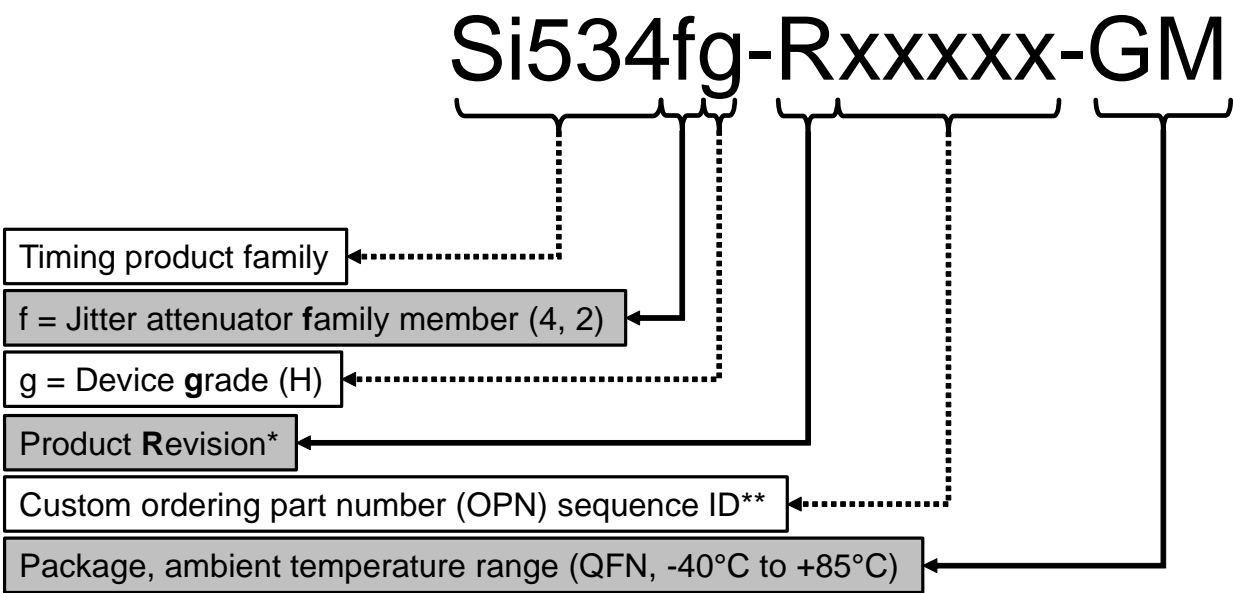 Si534fg-Rxxxxx-GM
Timing product family
f = Jitter attenuator family member (4, 2)
g = Device grade (H)
Product Revision*
Custom ordering part number (OPN) sequence ID**
Package, ambient temperature range (QFN, -40°C to +85°C)